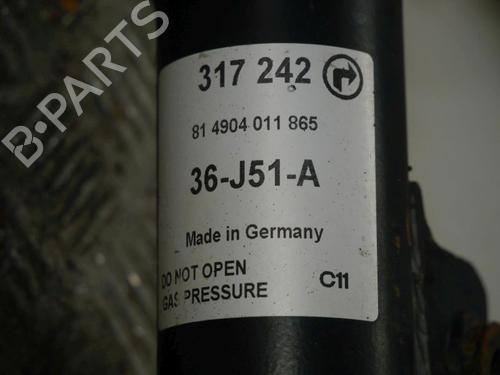 B-PARTS
317 242
81 4904 011 865
36-J51-A
Made in Germany
DO NOT OPEN
GAS PRESSURE
C11